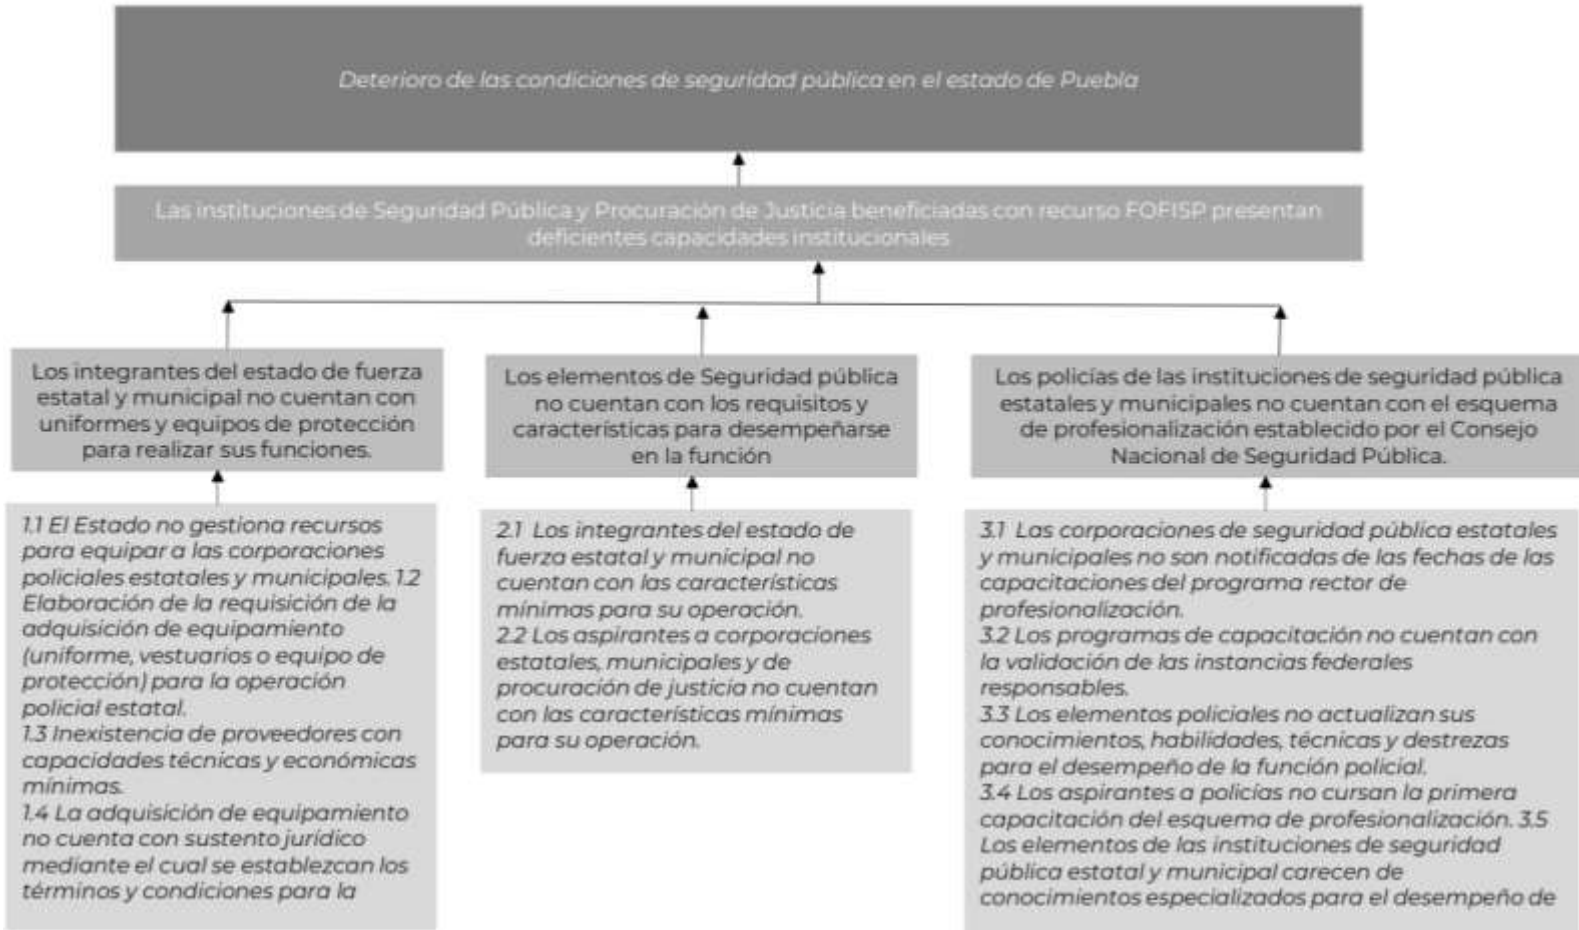 Deterioro de las condiciones de seguridad pública en el estado de Puebla
Las instituciones de Seguridad Pública y Procuración de Justicia beneficiadas con recurso FOFISP presentan
deficientes capacidades institucionales
Los integrantes del estado de fuerza
estatal y municipal no cuentan con
uniformes y equipos de protección
para realizar sus funciones.
Los elementos de Seguridad pública
no cuentan con los requisitos y
características para desempeñarse
en la función
Los policías de las instituciones de seguridad pública
estatales y municipales no cuentan con el esquema
de profesionalización establecido por el Consejo
Nacional de Seguridad Pública.
1.1 El Estado no gestiona recursos
para equipar a las corporaciones
policiales estatales y municipales. 1.2
Elaboración de la requisición de la
adquisición de equipamiento
(uniforme, vestuarios o equipo de
protección) para la operación
policial estatal.
1.3 Inexistencia de proveedores con
capacidades técnicas y económicas
mínimas.
1.4 La adquisición de equipamiento
no cuenta con sustento jurídico
mediante el cual se establezcan los
términos y condiciones para la
2.1 Los integrantes del estado de
fuerza estatal y municipal no
cuentan con las características
mínimas para su operación.
2.2 Los aspirantes a corporaciones
estatales, municipales y de
procuración de justicia no cuentan
con las características mínimas
para su operación.
3.1 Las corporaciones de seguridad pública estatales
y municipales no son notificadas de las fechas de las
capacitaciones del programa rector de
profesionalización.
3.2 Los programas de capacitación no cuentan con
la validación de las instancias federales
responsables.
3.3 Los elementos policiales no actualizan sus
conocimientos, habilidades, técnicas y destrezas
para el desempeño de la función policial.
3.4 Los aspirantes a policías no cursan la primera
capacitación del esquema de profesionalización. 3.5
Los elementos de las instituciones de seguridad
pública estatal y municipal carecen de
conocimientos especializados para el desempeño de